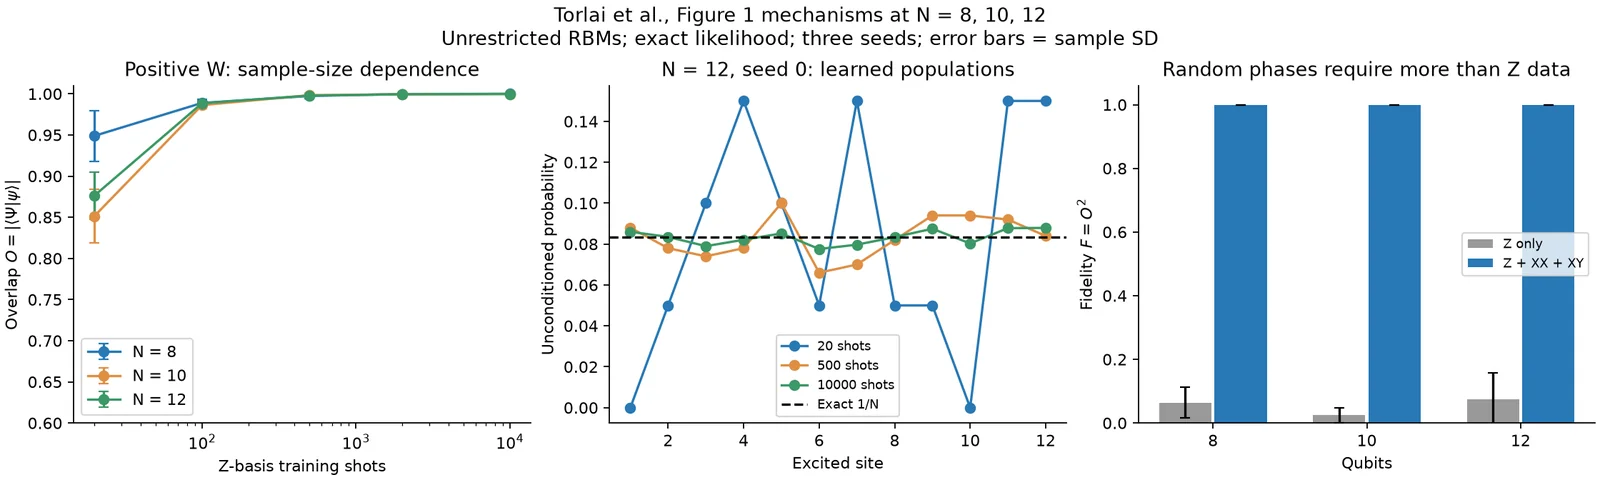 Torlai et al., Figure 1 mechanisms at N = 8, 10, 12
Unrestricted RBMs; exact likelihood; three seeds; error bars = sample SD
Positive W: sample-size dependence
Overlap O = |⟨Ψ|ψ⟩|
1.00
0.95
0.90
0.85
0.80
0.75
0.70
0.65
0.60
N = 8
N = 10
N = 12
10²
10³
10⁴
Z-basis training shots
N = 12, seed 0: learned populations
Unconditioned probability
0.14
0.12
0.10
0.08
0.06
0.04
0.02
0.00
20 shots
500 shots
10000 shots
Exact 1/N
2
4
6
8
10
12
Excited site
Random phases require more than Z data
Fidelity F = O²
1.0
0.8
0.6
0.4
0.2
0.0
Z only
Z + XX + XY
8
10
12
Qubits